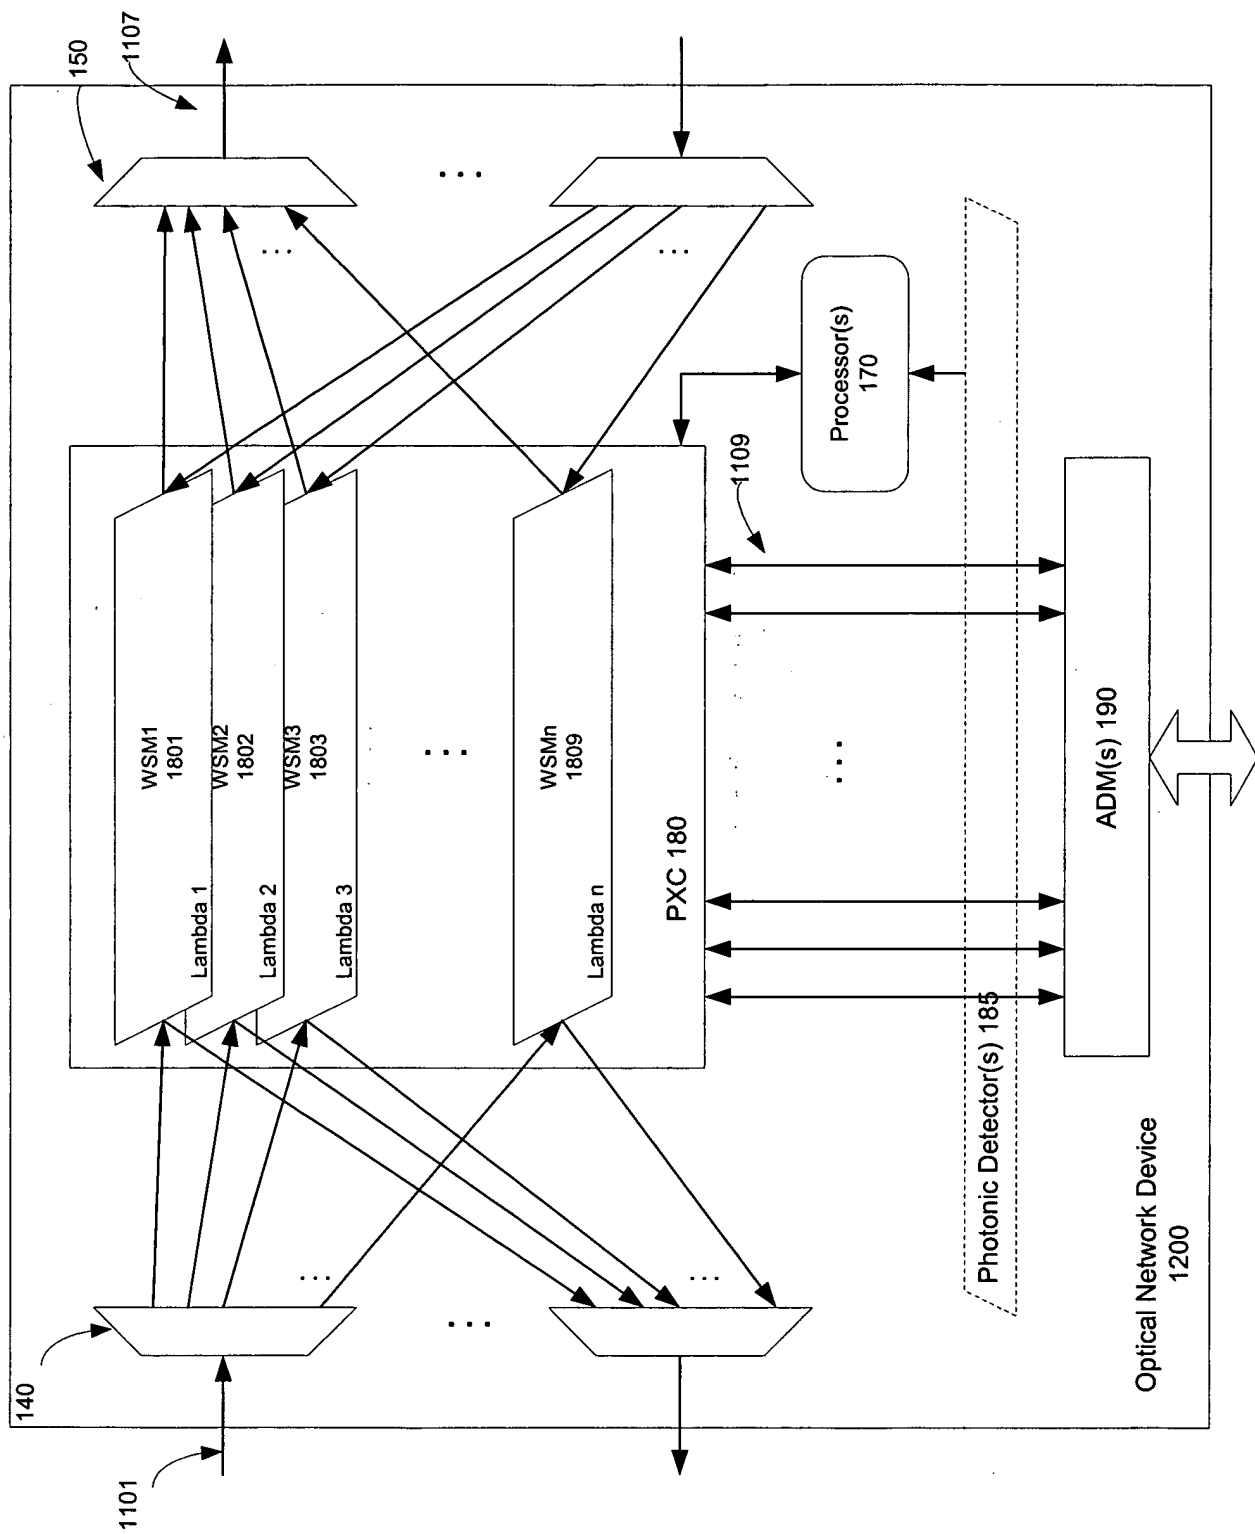 1101
140
150
1107
WSM1
1801
Lambda 1
WSM2
1802
Lambda 2
WSM3
1803
Lambda 3
...
WSMn
1809
Lambda n
PXC 180
1109
Processor(s)
170
Photonic Detector(s) 185
ADM(s) 190
Optical Network Device
1200